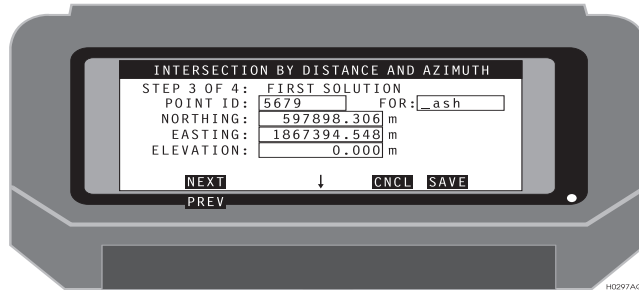 INTERSECTION BY DISTANCE AND AZIMUTH
STEP 3 OF 4: FIRST SOLUTION
POINT ID: 5679 FOR: _ash
NORTHING: 597898.306 m
EASTING: 1867394.548 m
ELEVATION: 0.000 m
NEXT ↓ CNCL SAVE
PREV
H0297AC